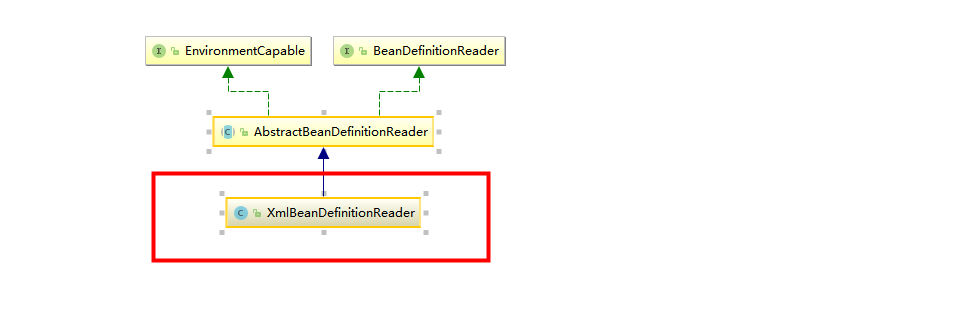 I EnvironmentCapable
I BeanDefinitionReader
C AbstractBeanDefinitionReader
C XmlBeanDefinitionReader